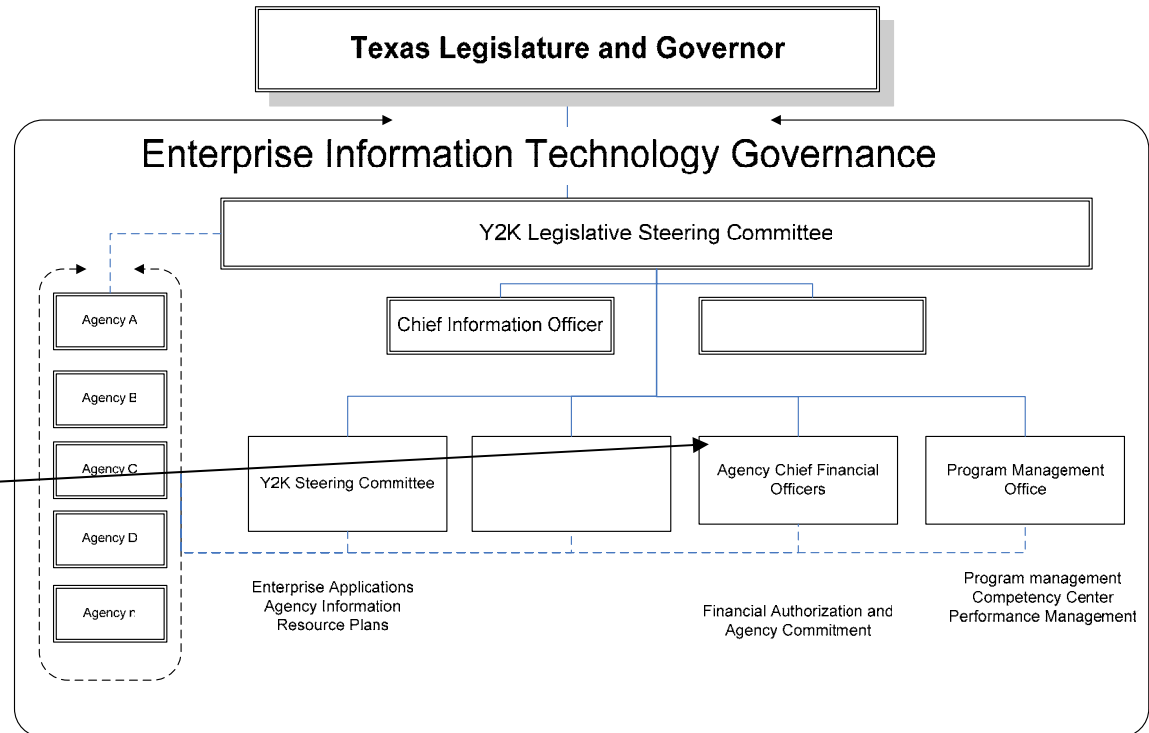 Texas Legislature and Governor
Enterprise Information Technology Governance
Y2K Legislative Steering Committee
Chief Information Officer
Agency A
Agency B
Agency C
Agency D
Agency n
Y2K Steering Committee
Agency Chief Financial
Officers
Program Management
Office
Enterprise Applications
Agency Information
Resource Plans
Financial Authorization and
Agency Commitment
Program management
Competency Center
Performance Management